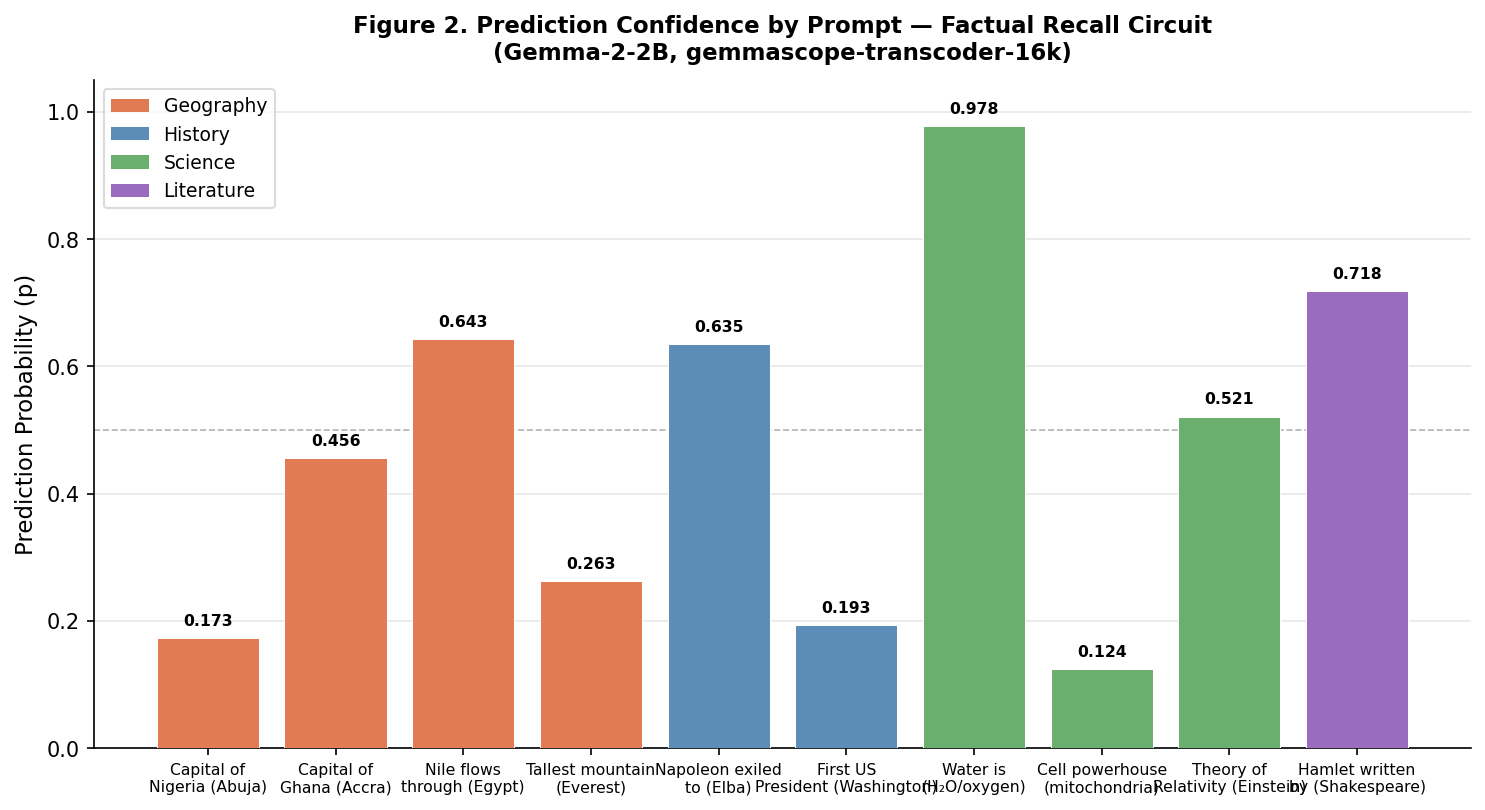 Figure 2. Prediction Confidence by Prompt — Factual Recall Circuit
(Gemma-2-2B, gemmascope-transcoder-16k)
Geography
History
Science
Literature
Prediction Probability (p)
1.0
0.8
0.6
0.4
0.2
0.0
0.173
0.456
0.643
0.263
0.635
0.193
0.978
0.124
0.521
0.718
Capital of
Nigeria (Abuja)
Capital of
Ghana (Accra)
Nile flows
through (Egypt)
Tallest mountain
(Everest)
Napoleon exiled
to (Elba)
First US
President (Washington)
Water is
(H₂O/oxygen)
Cell powerhouse
(mitochondria)
Theory of
Relativity (Einstein)
Hamlet written
by (Shakespeare)